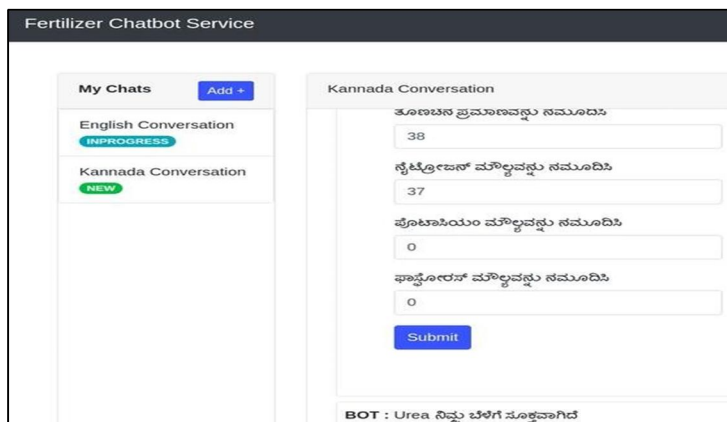 Fertilizer Chatbot Service
My Chats
Add +
English Conversation
INPROGRESS
Kannada Conversation
NEW
Kannada Conversation
ಪ್ರಮಾಣವನ್ನು ನಮೂದಿಸಿ
38
ನೈಟ್ರೋಜನ್ ಮೌಲ್ಯವನ್ನು ನಮೂದಿಸಿ
37
ಪೊಟಾಸಿಯಂ ಮೌಲ್ಯವನ್ನು ನಮೂದಿಸಿ
0
ಫಾಸ್ಫೋರಸ್ ಮೌಲ್ಯವನ್ನು ನಮೂದಿಸಿ
0
Submit
BOT : Urea ನಿಮ್ಮ ಬೆಳೆಗೆ ಸೂಕ್ತವಾಗಿದೆ